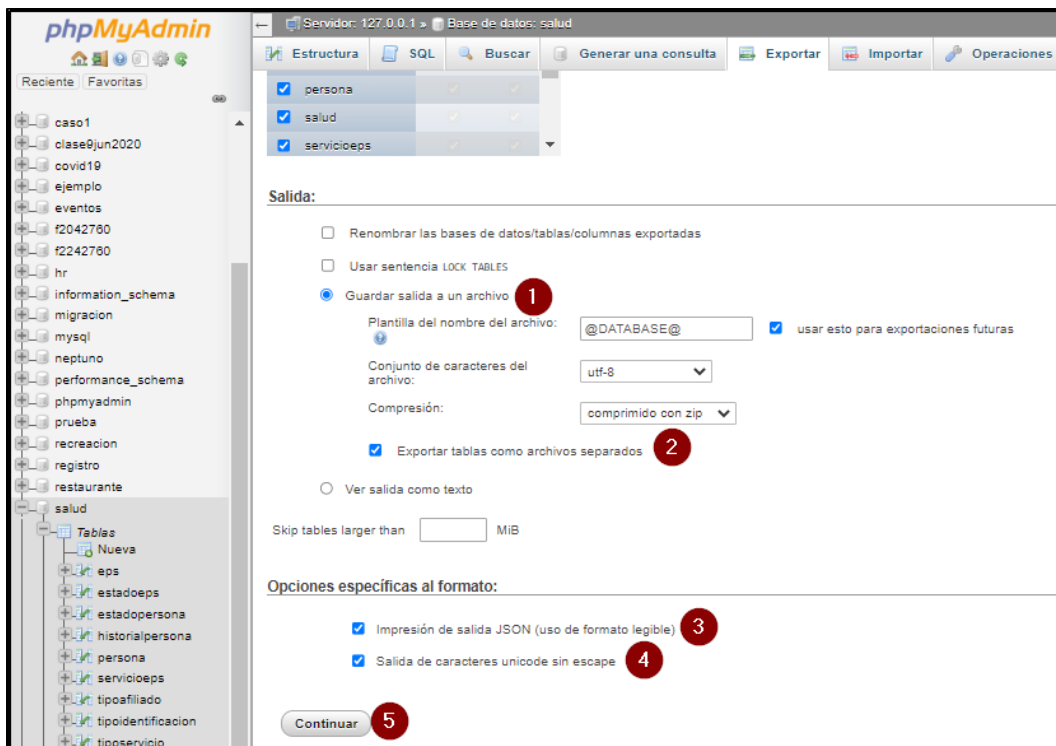 phpMyAdmin
Reciente Favoritas
caso1
clase9jun2020
covid19
ejemplo
eventos
f2042760
f2242760
hr
information_schema
migracion
mysql
neptuno
performance_schema
phpmyadmin
prueba
recreacion
registro
restaurante
salud
Tablas
Nueva
eps
estadoeps
estadopersona
historialpersona
persona
servicioeps
tipoafiliado
tipoidentificacion
tiposervicio
Servidor: 127.0.0.1 » Base de datos: salud
Estructura SQL Buscar Generar una consulta Exportar Importar Operaciones
persona
salud
servicioeps
Salida:
Renombrar las bases de datos/tablas/columnas exportadas
Usar sentencia LOCK TABLES
Guardar salida a un archivo 1
Plantilla del nombre del archivo: @DATABASE@ usar esto para exportaciones futuras
Conjunto de caracteres del
archivo: utf-8
Compresión: comprimido con zip
Exportar tablas como archivos separados 2
Ver salida como texto
Skip tables larger than MiB
Opciones específicas al formato:
Impresión de salida JSON (uso de formato legible) 3
Salida de caracteres unicode sin escape 4
Continuar 5